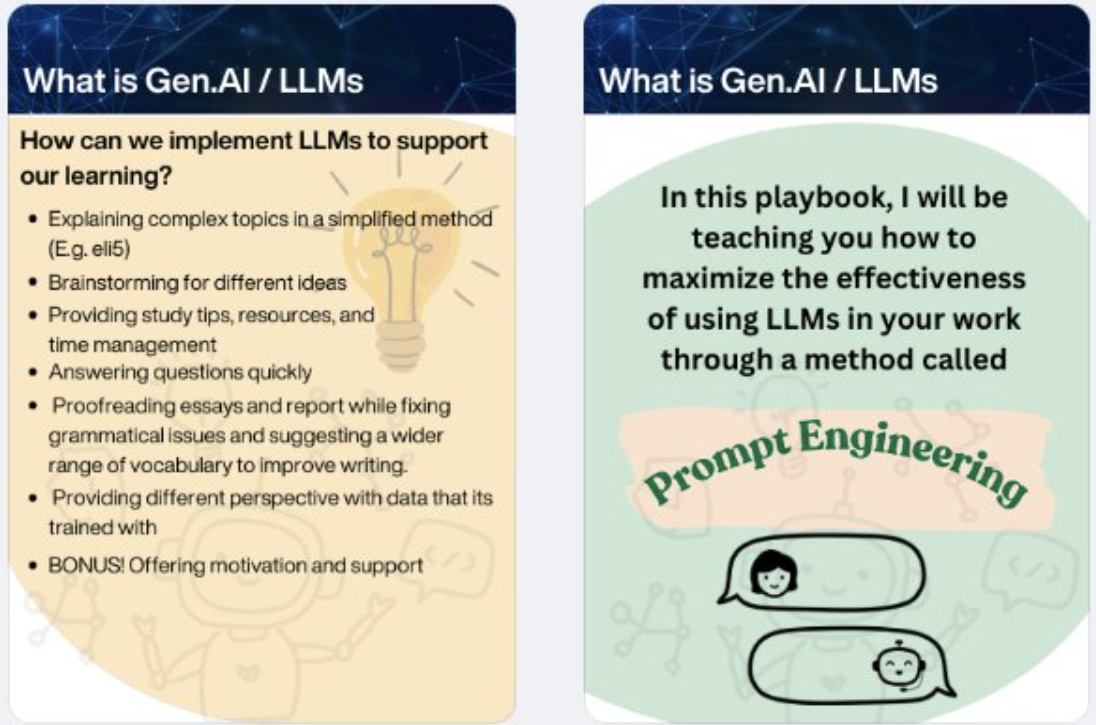 What is Gen.AI / LLMs
How can we implement LLMs to support
our learning?
• Explaining complex topics in a simplified method
(E.g. eli5)
• Brainstorming for different ideas
• Providing study tips, resources, and
time management
• Answering questions quickly
• Proofreading essays and report while fixing
grammatical issues and suggesting a wider
range of vocabulary to improve writing.
• Providing different perspective with data that its
trained with
• BONUS! Offering motivation and support
What is Gen.AI / LLMs
In this playbook, I will be
teaching you how to
maximize the effectiveness
of using LLMs in your work
through a method called
Prompt Engineering